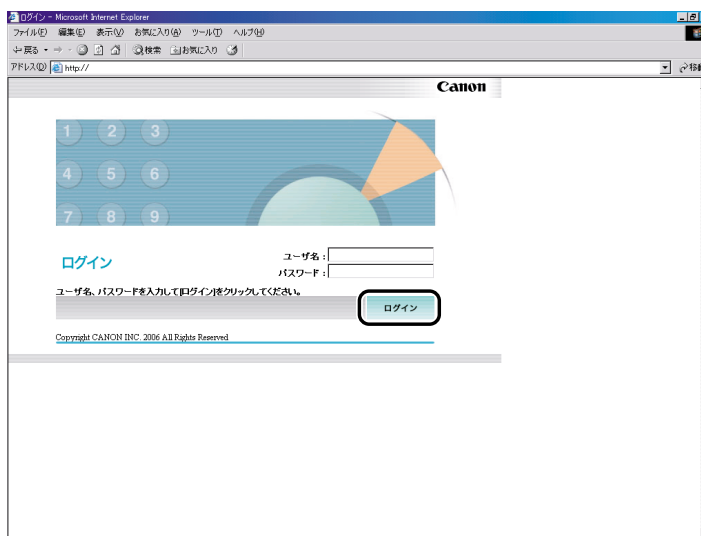 ログイン - Microsoft Internet Explorer
ファイル(F) 編集(E) 表示(V) お気に入り(A) ツール(T) ヘルプ(H)
戻る 検索 お気に入り
アドレス(D) http:// 移動
Canon
1 2 3
4 5 6
7 8 9
ログイン
ユーザ名 :
パスワード :
ユーザ名、パスワードを入力して[ログイン]をクリックしてください。
ログイン
Copyright CANON INC. 2006 All Rights Reserved